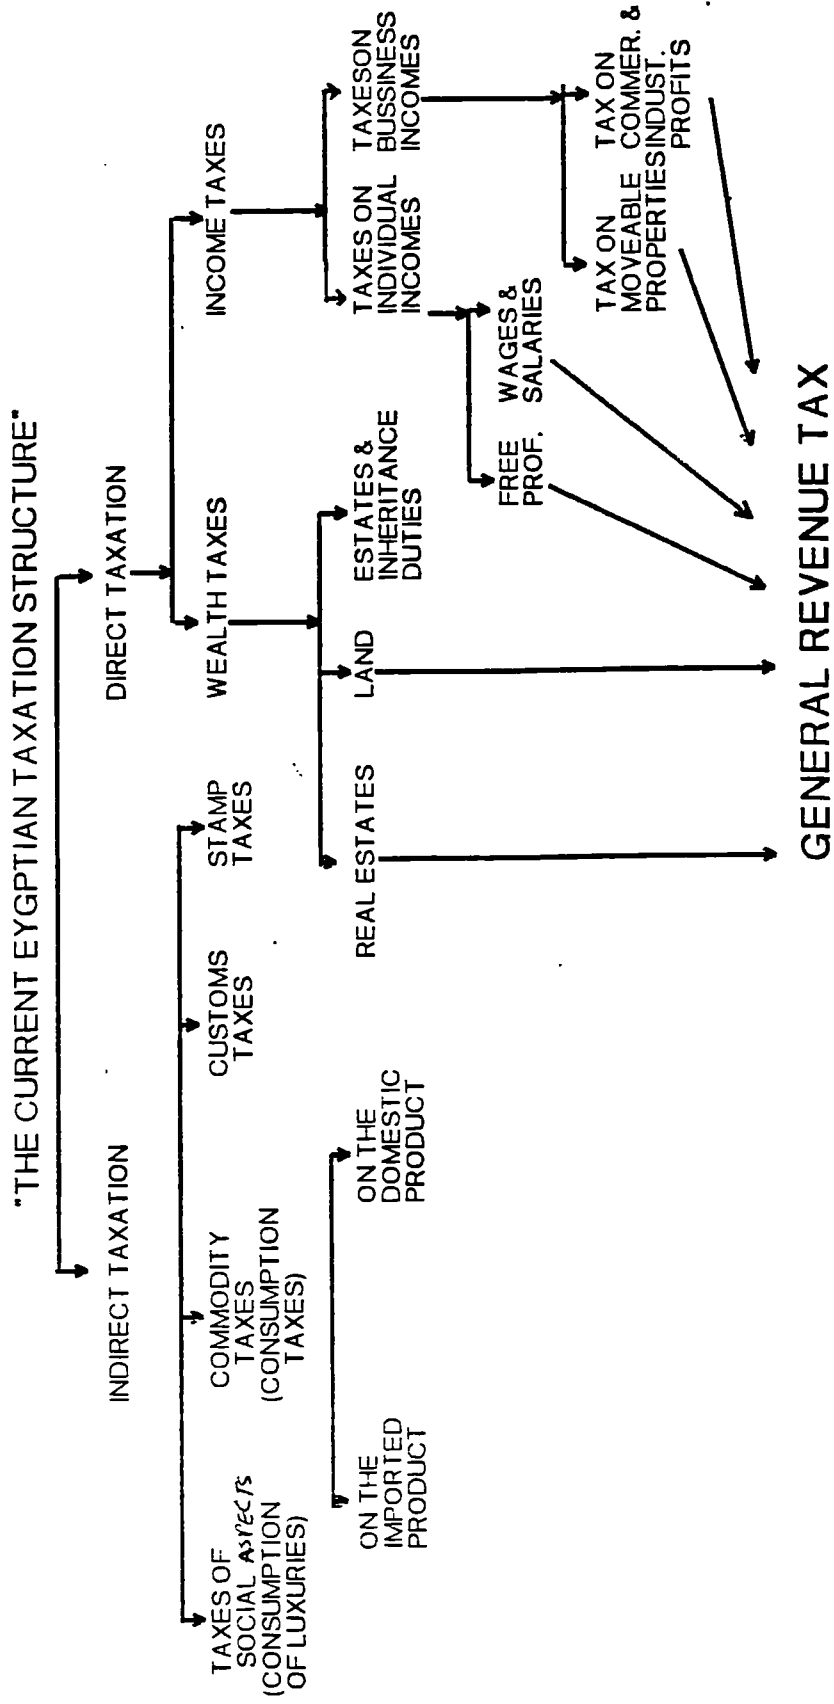 "THE CURRENT EYGPTIAN TAXATION STRUCTURE"
INDIRECT TAXATION
DIRECT TAXATION
TAXES OF
SOCIAL ASPECTS
(CONSUMPTION
OF LUXURIES)
COMMODITY
TAXES
(CONSUMPTION
TAXES)
CUSTOMS
TAXES
STAMP
TAXES
WEALTH TAXES
INCOME TAXES
ON THE
IMPORTED
PRODUCT
ON THE
DOMESTIC
PRODUCT
REAL ESTATES
LAND
ESTATES &
INHERITANCE
DUTIES
TAXES ON
INDIVIDUAL
INCOMES
TAXESON
BUSSINESS
INCOMES
FREE
PROF.
WAGES &
SALARIES
TAX ON
MOVEABLE
PROPERTIES
TAX ON
COMMER. &
INDUST.
PROFITS
GENERAL REVENUE TAX